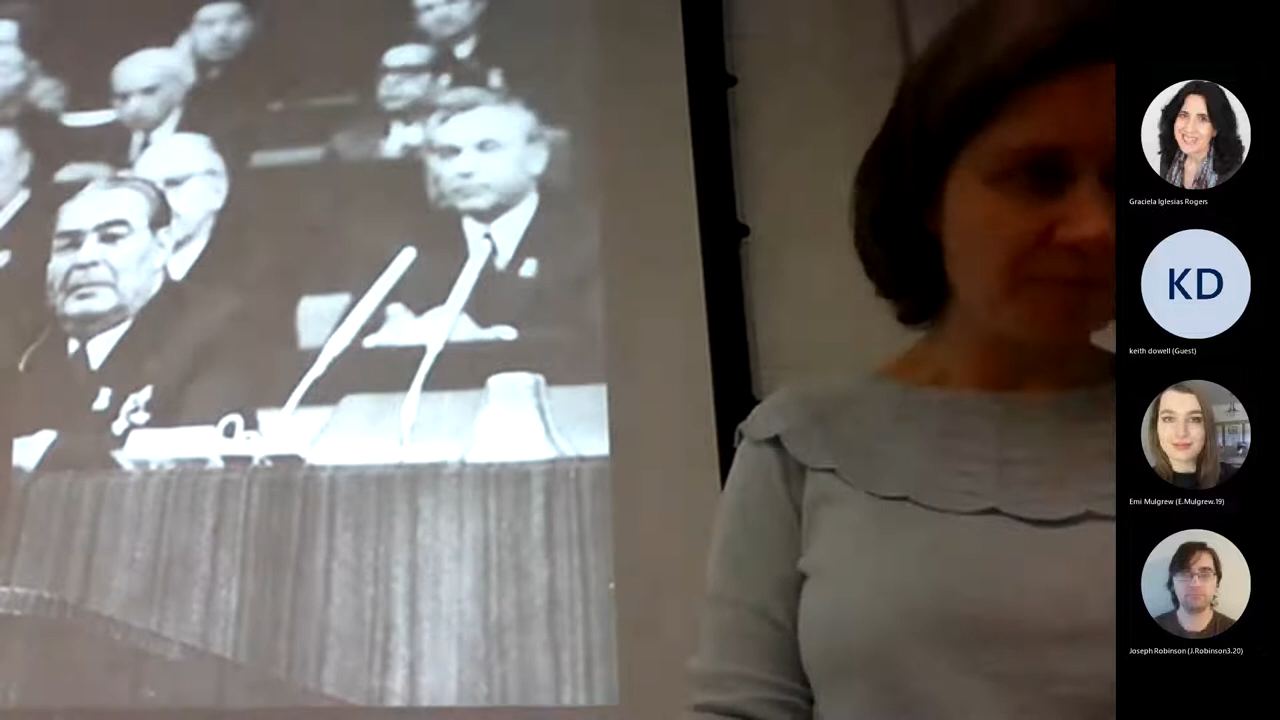 Graciela Iglesias Rogers
KD
keith dowell (Guest)
Emi Mulgrew (E.Mulgrew.19)
Joseph Robinson (J.Robinson3.20)